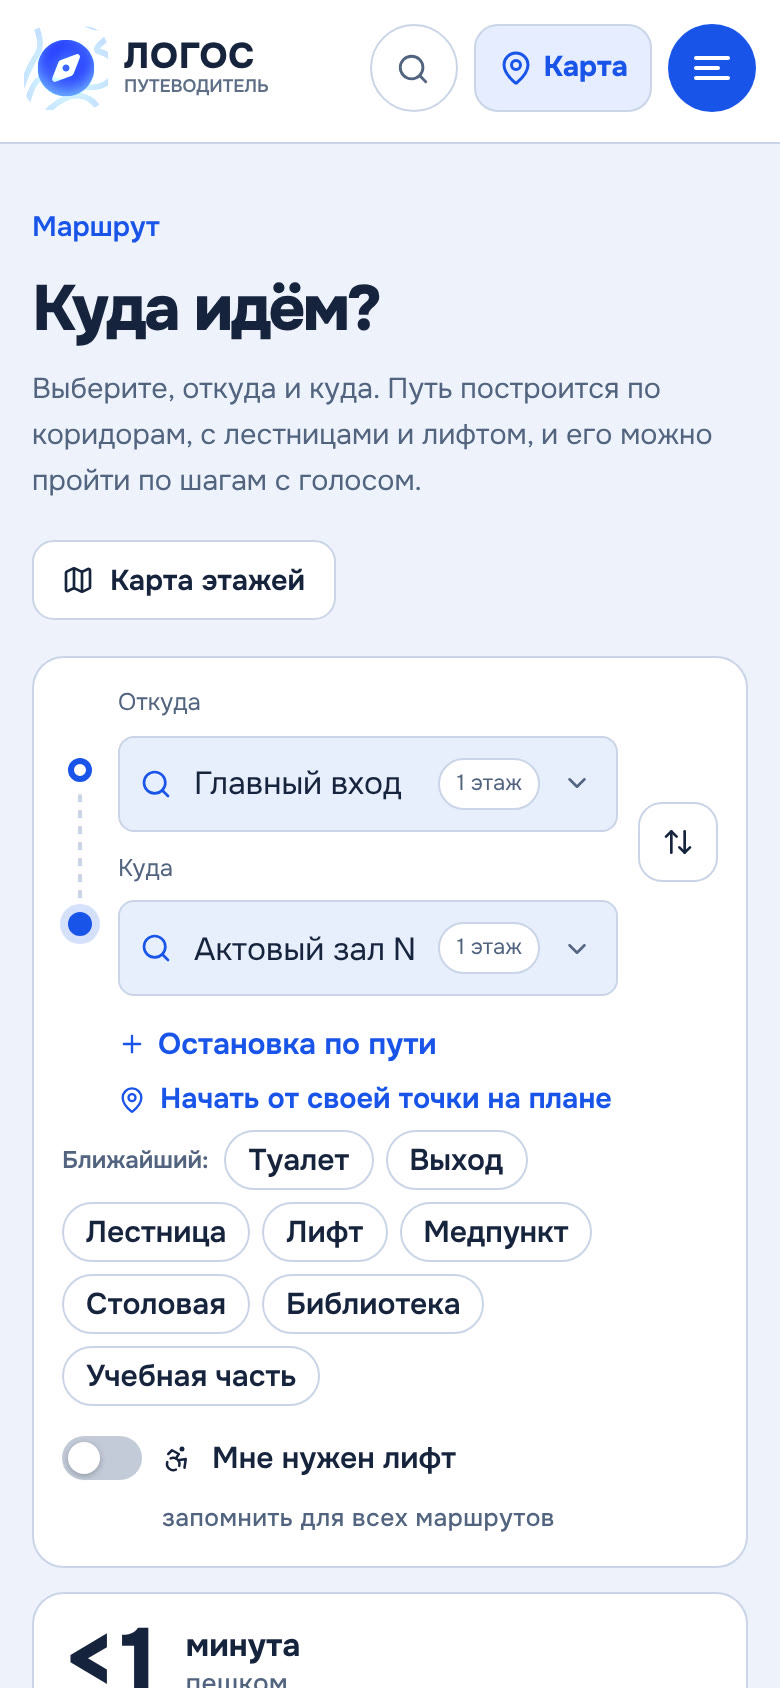 ЛОГОС
ПУТЕВОДИТЕЛЬ
Карта
Маршрут
Куда идём?
Выберите, откуда и куда. Путь построится по
коридорам, с лестницами и лифтом, и его можно
пройти по шагам с голосом.
Карта этажей
Откуда
Главный вход 1 этаж
Куда
Актовый зал N 1 этаж
Остановка по пути
Начать от своей точки на плане
Ближайший: Туалет Выход
Лестница Лифт Медпункт
Столовая Библиотека
Учебная часть
Мне нужен лифт
запомнить для всех маршрутов
<1 минута
пешком